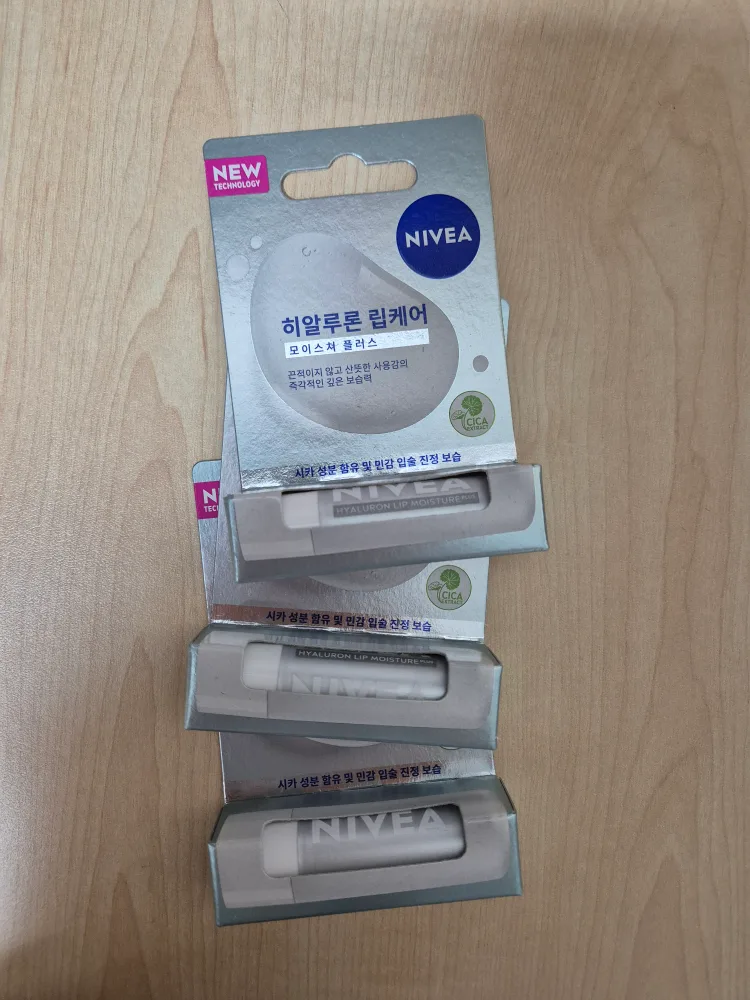 NEW
TECHNOLOGY
NIVEA
히알루론 립케어
모이스쳐 플러스
끈적이지 않고 산뜻한 사용감의
즉각적인 깊은 보습력
CICA
EXTRACT
시카 성분 함유 및 민감 입술 진정 보습
NIVEA
HYALURON LIP MOISTURE PLUS
CICA
EXTRACT
시카 성분 함유 및 민감 입술 진정 보습
HYALURON LIP MOISTURE PLUS
NIVEA
시카 성분 함유 및 민감 입술 진정 보습
NIVEA